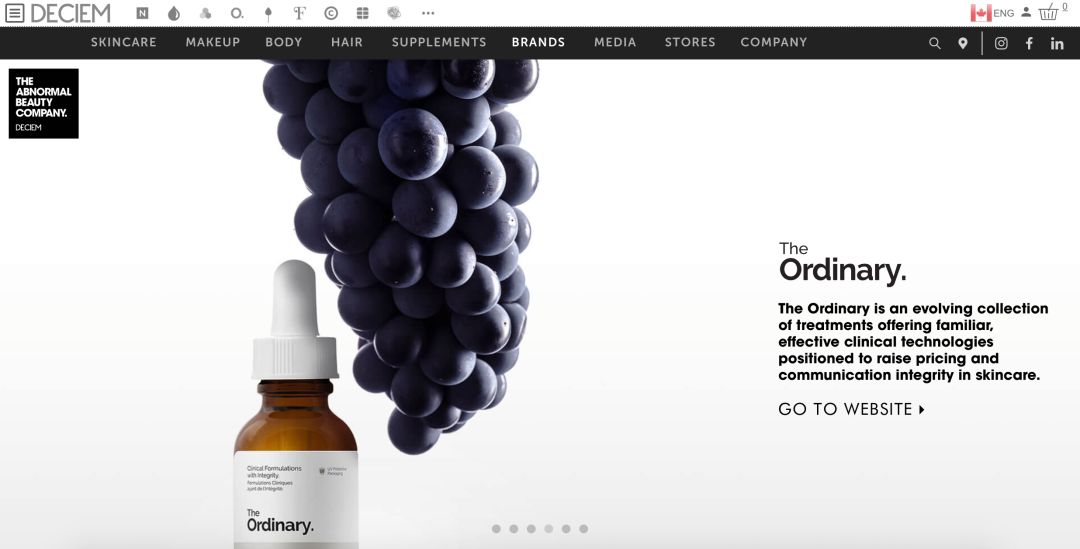 DECIEM
N
O.
F
C
ENG
0
SKINCARE
MAKEUP
BODY
HAIR
SUPPLEMENTS
BRANDS
MEDIA
STORES
COMPANY
THE
ABNORMAL
BEAUTY
COMPANY.
DECIEM
The
Ordinary.
The Ordinary is an evolving collection
of treatments offering familiar,
effective clinical technologies
positioned to raise pricing and
communication integrity in skincare.
GO TO WEBSITE
Clinical Formulations
with Integrity.
Formulations Cliniques
ayant de l'intégrité.
UV Protective
Packaging
The
Ordinary.